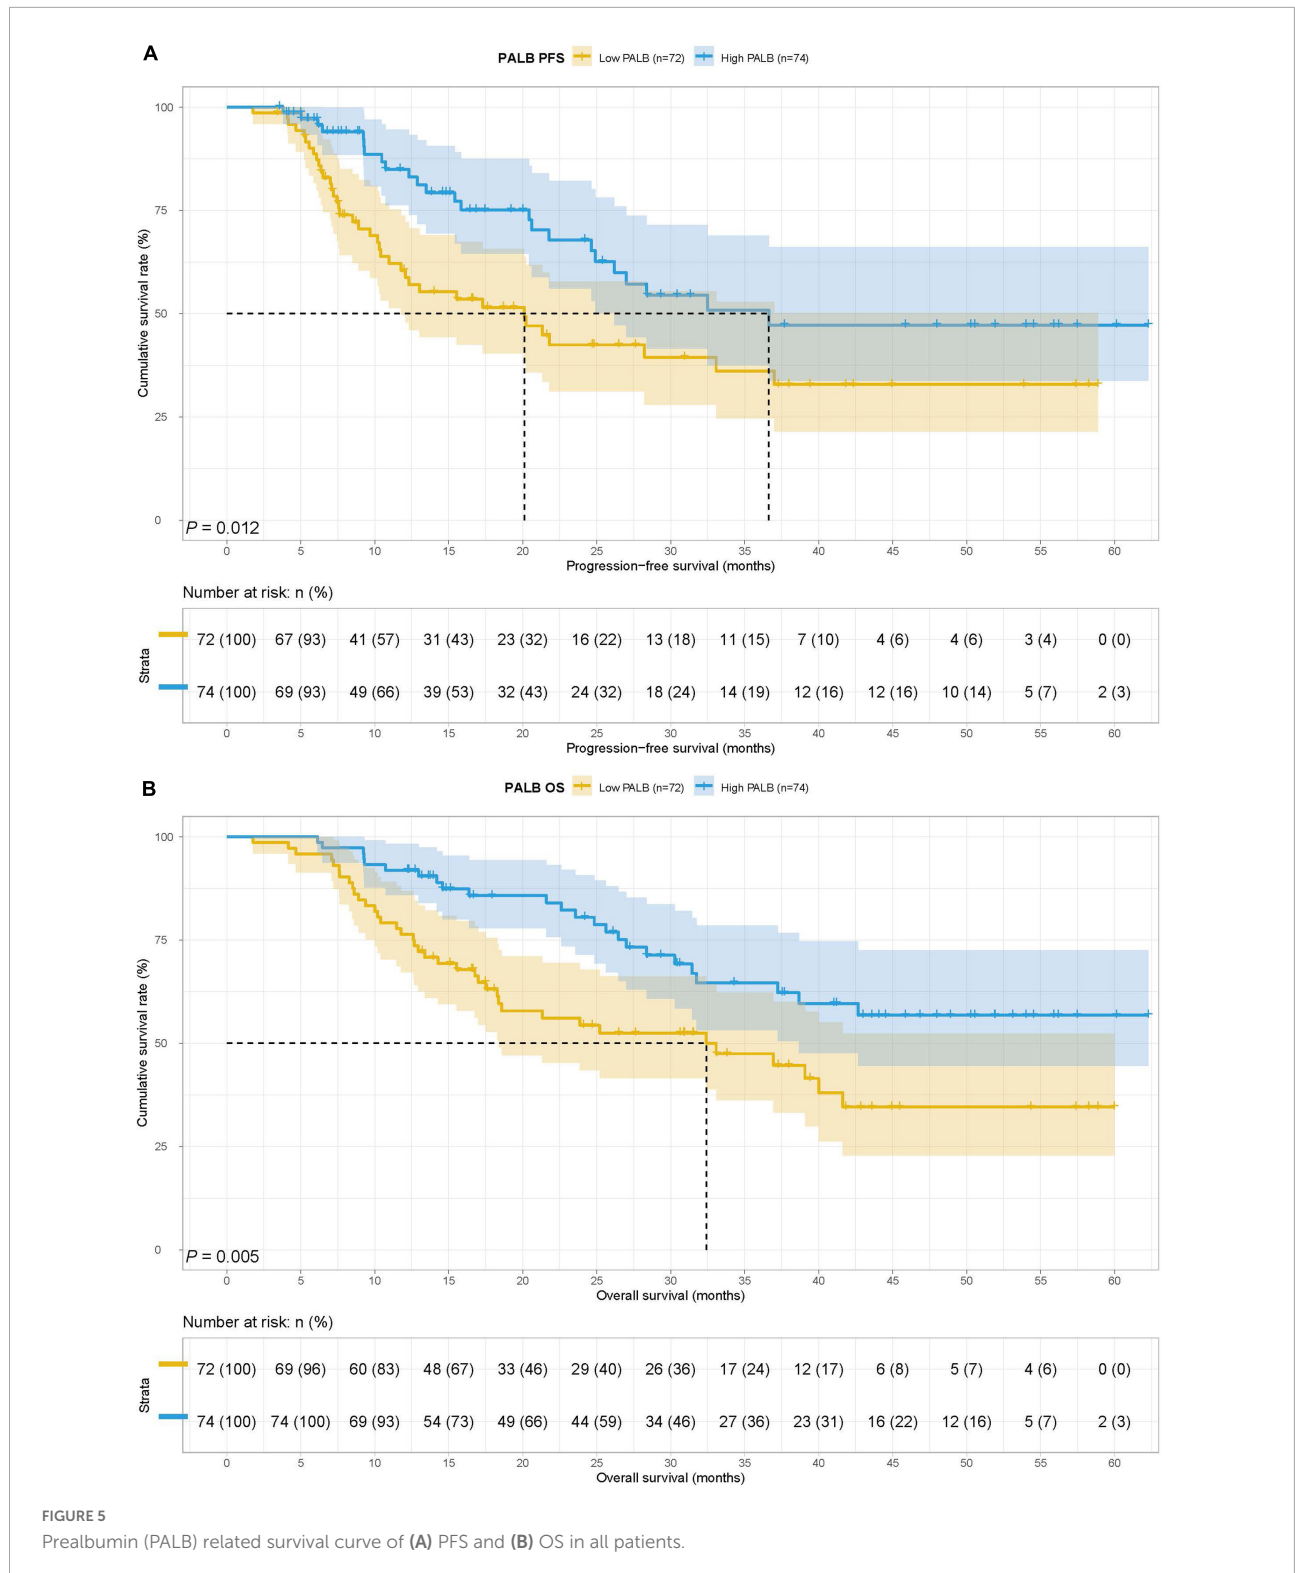 A
PALB PFS Low PALB (n=72) High PALB (n=74)
100
75
50
25
0
Cumulative survival rate (%)
P = 0.012
0 5 10 15 20 25 30 35 40 45 50 55 60
Progression−free survival (months)
Number at risk: n (%)
Strata
72 (100) 67 (93) 41 (57) 31 (43) 23 (32) 16 (22) 13 (18) 11 (15) 7 (10) 4 (6) 4 (6) 3 (4) 0 (0)
74 (100) 69 (93) 49 (66) 39 (53) 32 (43) 24 (32) 18 (24) 14 (19) 12 (16) 12 (16) 10 (14) 5 (7) 2 (3)
0 5 10 15 20 25 30 35 40 45 50 55 60
Progression−free survival (months)
B
PALB OS Low PALB (n=72) High PALB (n=74)
100
75
50
25
0
Cumulative survival rate (%)
P = 0.005
0 5 10 15 20 25 30 35 40 45 50 55 60
Overall survival (months)
Number at risk: n (%)
Strata
72 (100) 69 (96) 60 (83) 48 (67) 33 (46) 29 (40) 26 (36) 17 (24) 12 (17) 6 (8) 5 (7) 4 (6) 0 (0)
74 (100) 74 (100) 69 (93) 54 (73) 49 (66) 44 (59) 34 (46) 27 (36) 23 (31) 16 (22) 12 (16) 5 (7) 2 (3)
0 5 10 15 20 25 30 35 40 45 50 55 60
Overall survival (months)
FIGURE 5
Prealbumin (PALB) related survival curve of (A) PFS and (B) OS in all patients.